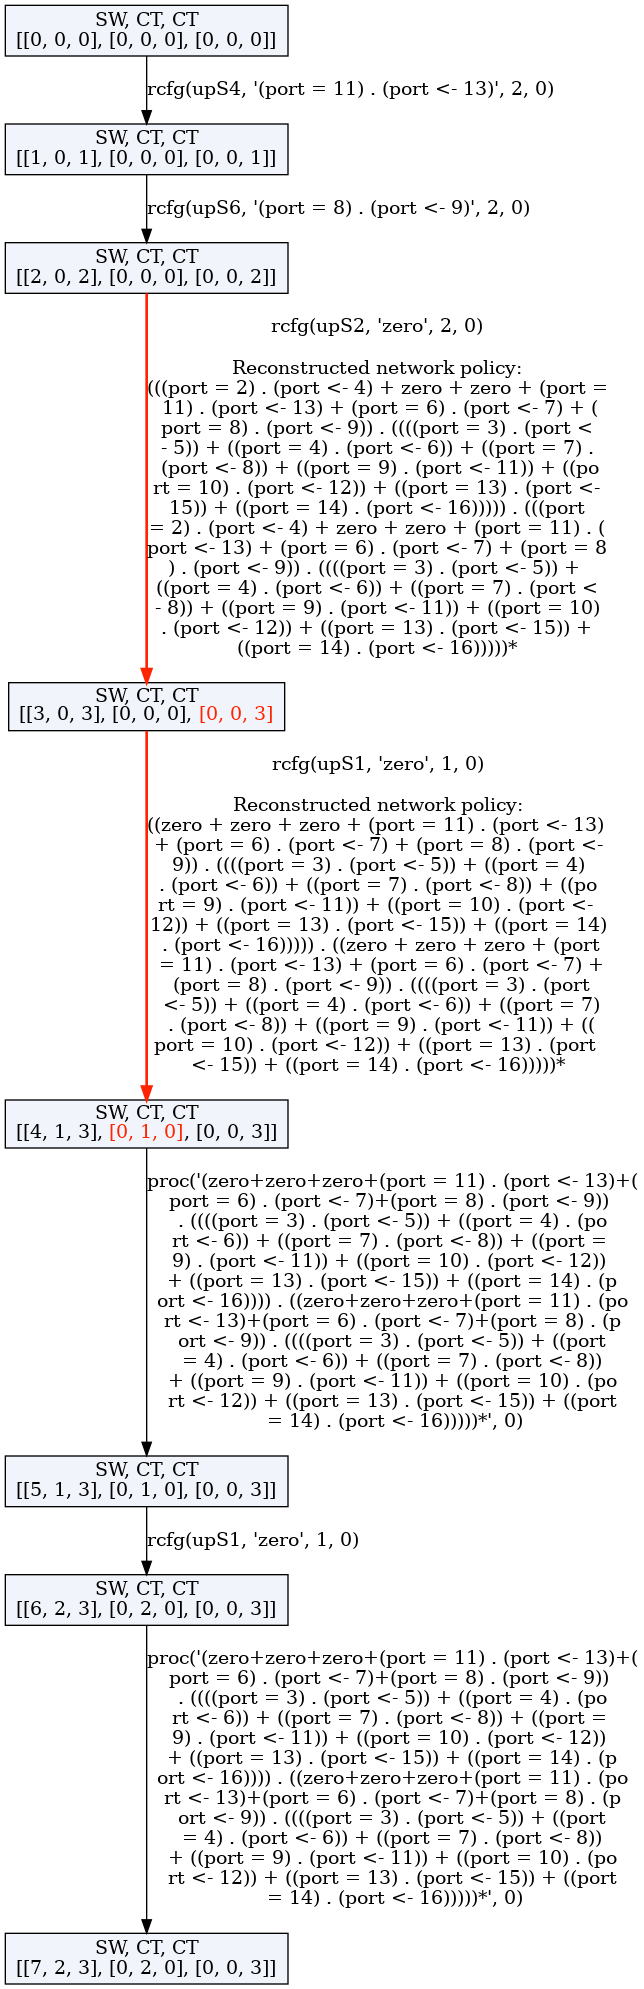 SW, CT, CT
[[0, 0, 0], [0, 0, 0], [0, 0, 0]]
rcfg(upS4, '(port = 11) . (port <- 13)', 2, 0)
SW, CT, CT
[[1, 0, 1], [0, 0, 0], [0, 0, 1]]
rcfg(upS6, '(port = 8) . (port <- 9)', 2, 0)
SW, CT, CT
[[2, 0, 2], [0, 0, 0], [0, 0, 2]]
rcfg(upS2, 'zero', 2, 0)
Reconstructed network policy:
(((port = 2) . (port <- 4) + zero + zero + (port =
11) . (port <- 13) + (port = 6) . (port <- 7) + (
port = 8) . (port <- 9)) . ((((port = 3) . (port <
- 5)) + ((port = 4) . (port <- 6)) + ((port = 7) .
(port <- 8)) + ((port = 9) . (port <- 11)) + ((po
rt = 10) . (port <- 12)) + ((port = 13) . (port <-
15)) + ((port = 14) . (port <- 16))))) . (((port
= 2) . (port <- 4) + zero + zero + (port = 11) . (
port <- 13) + (port = 6) . (port <- 7) + (port = 8
) . (port <- 9)) . ((((port = 3) . (port <- 5)) +
((port = 4) . (port <- 6)) + ((port = 7) . (port <
- 8)) + ((port = 9) . (port <- 11)) + ((port = 10)
. (port <- 12)) + ((port = 13) . (port <- 15)) +
((port = 14) . (port <- 16)))))*
SW, CT, CT
[[3, 0, 3], [0, 0, 0], [0, 0, 3]
rcfg(upS1, 'zero', 1, 0)
Reconstructed network policy:
((zero + zero + zero + (port = 11) . (port <- 13)
+ (port = 6) . (port <- 7) + (port = 8) . (port <-
9)) . ((((port = 3) . (port <- 5)) + ((port = 4)
. (port <- 6)) + ((port = 7) . (port <- 8)) + ((po
rt = 9) . (port <- 11)) + ((port = 10) . (port <-
12)) + ((port = 13) . (port <- 15)) + ((port = 14)
. (port <- 16))))) . ((zero + zero + zero + (port
= 11) . (port <- 13) + (port = 6) . (port <- 7) +
(port = 8) . (port <- 9)) . ((((port = 3) . (port
<- 5)) + ((port = 4) . (port <- 6)) + ((port = 7)
. (port <- 8)) + ((port = 9) . (port <- 11)) + ((
port = 10) . (port <- 12)) + ((port = 13) . (port
<- 15)) + ((port = 14) . (port <- 16)))))*
SW, CT, CT
[[4, 1, 3], [0, 1, 0], [0, 0, 3]]
proc('(zero+zero+zero+(port = 11) . (port <- 13)+(
port = 6) . (port <- 7)+(port = 8) . (port <- 9))
. ((((port = 3) . (port <- 5)) + ((port = 4) . (po
rt <- 6)) + ((port = 7) . (port <- 8)) + ((port =
9) . (port <- 11)) + ((port = 10) . (port <- 12))
+ ((port = 13) . (port <- 15)) + ((port = 14) . (p
ort <- 16)))) . ((zero+zero+zero+(port = 11) . (po
rt <- 13)+(port = 6) . (port <- 7)+(port = 8) . (p
ort <- 9)) . ((((port = 3) . (port <- 5)) + ((port
= 4) . (port <- 6)) + ((port = 7) . (port <- 8))
+ ((port = 9) . (port <- 11)) + ((port = 10) . (po
rt <- 12)) + ((port = 13) . (port <- 15)) + ((port
= 14) . (port <- 16)))))*', 0)
SW, CT, CT
[[5, 1, 3], [0, 1, 0], [0, 0, 3]]
rcfg(upS1, 'zero', 1, 0)
SW, CT, CT
[[6, 2, 3], [0, 2, 0], [0, 0, 3]]
proc('(zero+zero+zero+(port = 11) . (port <- 13)+(
port = 6) . (port <- 7)+(port = 8) . (port <- 9))
. ((((port = 3) . (port <- 5)) + ((port = 4) . (po
rt <- 6)) + ((port = 7) . (port <- 8)) + ((port =
9) . (port <- 11)) + ((port = 10) . (port <- 12))
+ ((port = 13) . (port <- 15)) + ((port = 14) . (p
ort <- 16)))) . ((zero+zero+zero+(port = 11) . (po
rt <- 13)+(port = 6) . (port <- 7)+(port = 8) . (p
ort <- 9)) . ((((port = 3) . (port <- 5)) + ((port
= 4) . (port <- 6)) + ((port = 7) . (port <- 8))
+ ((port = 9) . (port <- 11)) + ((port = 10) . (po
rt <- 12)) + ((port = 13) . (port <- 15)) + ((port
= 14) . (port <- 16)))))*', 0)
SW, CT, CT
[[7, 2, 3], [0, 2, 0], [0, 0, 3]]